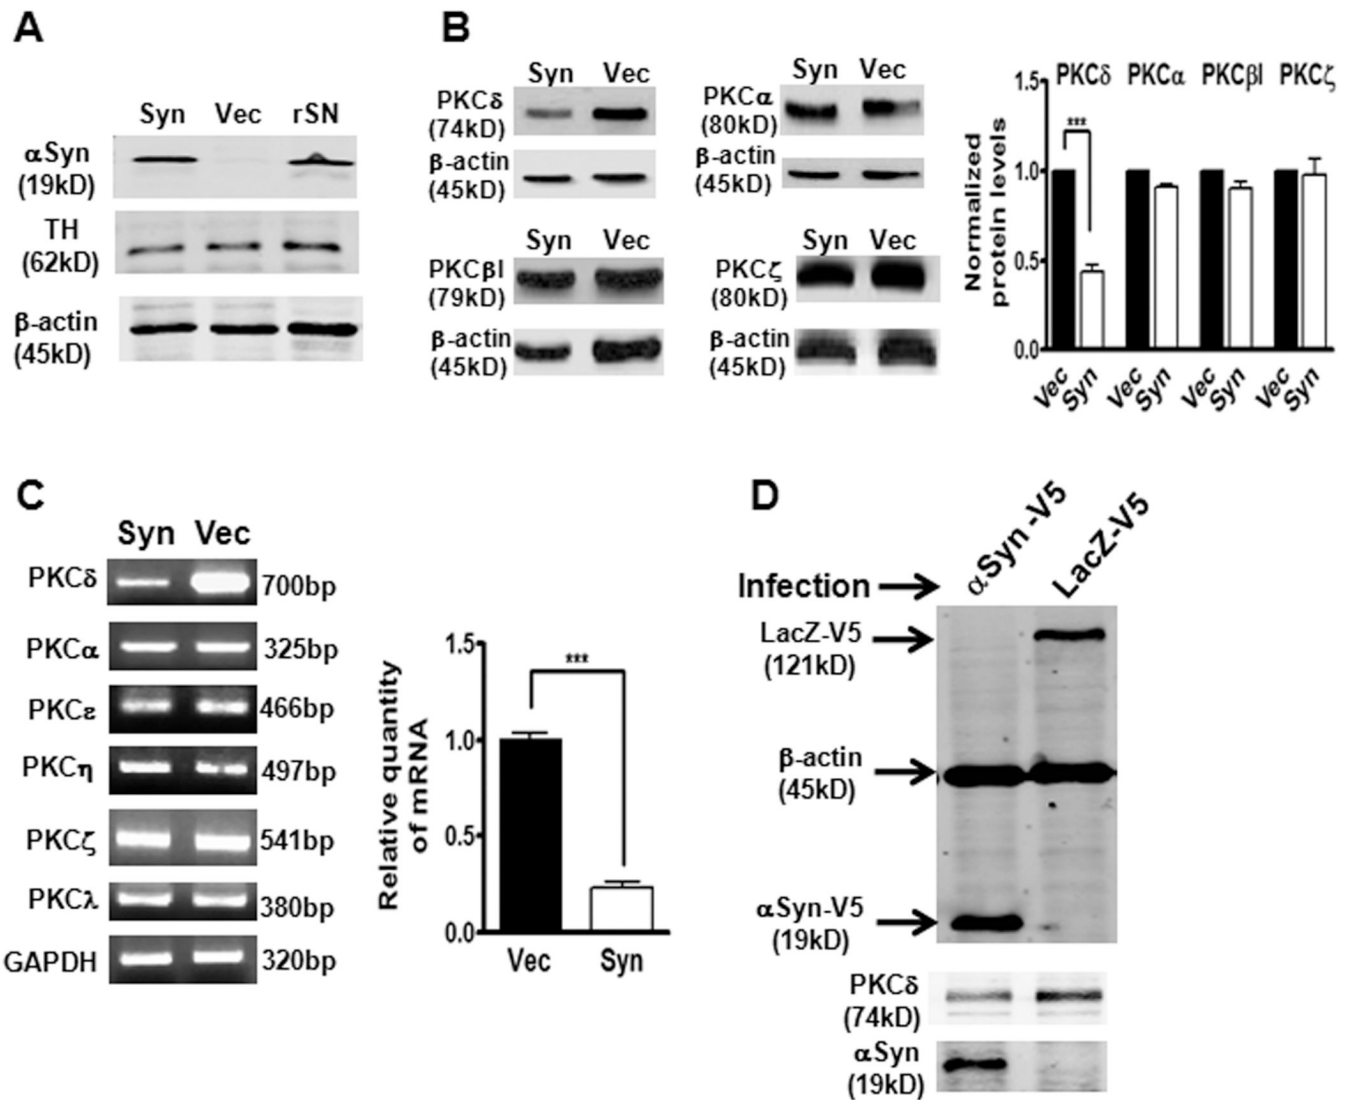 A
Syn Vec rSN
αSyn
(19kD)
TH
(62kD)
β-actin
(45kD)
B
Syn Vec
PKCδ
(74kD)
β-actin
(45kD)
Syn Vec
PKCα
(80kD)
β-actin
(45kD)
Syn Vec
PKCβI
(79kD)
β-actin
(45kD)
Syn Vec
PKCζ
(80kD)
β-actin
(45kD)
PKCδ PKCα PKCβI PKCζ
Normalized
protein levels
1.5
1.0
0.5
0.0
***
Vec Syn Vec Syn Vec Syn Vec Syn
C
Syn Vec
PKCδ 700bp
PKCα 325bp
PKCε 466bp
PKCη 497bp
PKCζ 541bp
PKCλ 380bp
GAPDH 320bp
Relative quantity
of mRNA
1.5
1.0
0.5
0.0
***
Vec Syn
D
αSyn-V5 LacZ-V5
Infection
LacZ-V5
(121kD)
β-actin
(45kD)
αSyn-V5
(19kD)
PKCδ
(74kD)
αSyn
(19kD)